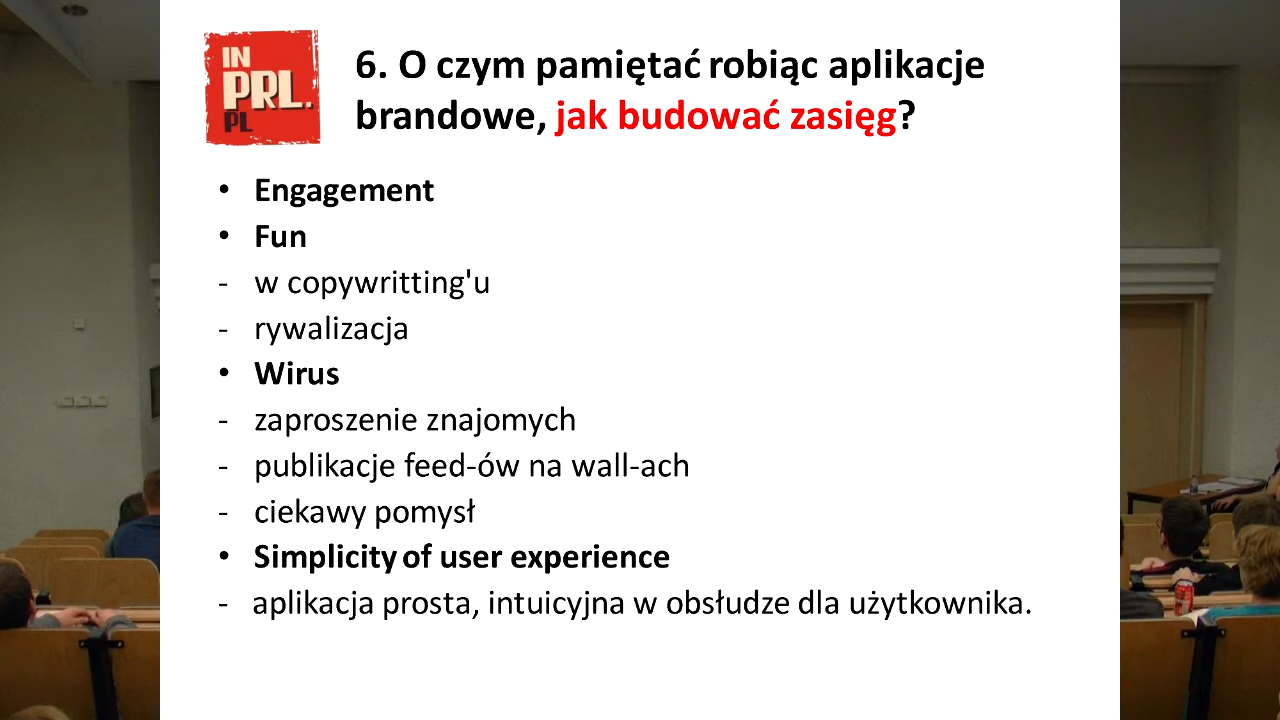 IN
PRL.
PL
6. O czym pamiętać robiąc aplikacje
brandowe, jak budować zasięg?
• Engagement
• Fun
- w copywritting'u
- rywalizacja
• Wirus
- zaproszenie znajomych
- publikacje feed-ów na wall-ach
- ciekawy pomysł
• Simplicity of user experience
- aplikacja prosta, intuicyjna w obsłudze dla użytkownika.